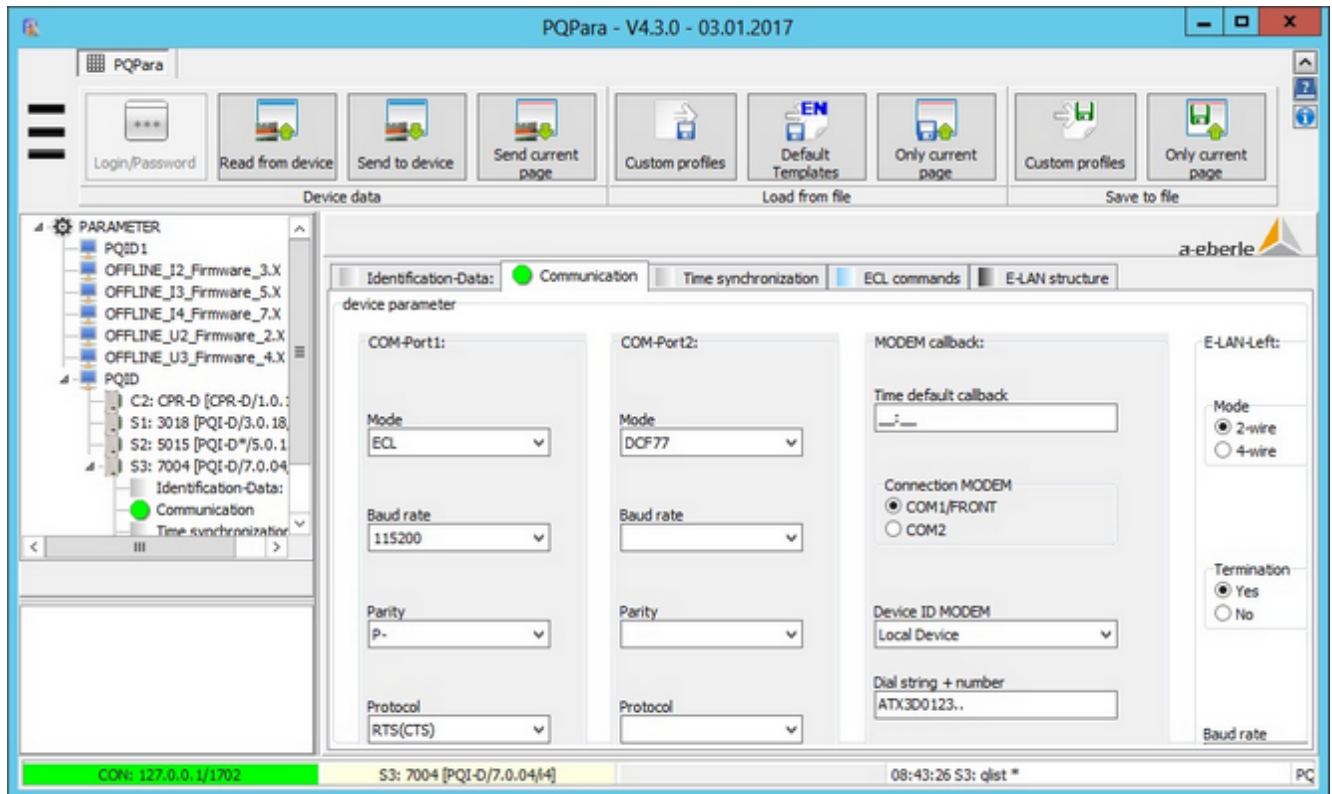 PQPara - V4.3.0 - 03.01.2017
PQPara
***
Login/Password
Read from device
Send to device
Send current page
Custom profiles
EN
Default Templates
Only current page
Custom profiles
Only current page
Device data
Load from file
Save to file
PARAMETER
PQID1
OFFLINE_I2_Firmware_3.X
OFFLINE_I3_Firmware_5.X
OFFLINE_I4_Firmware_7.X
OFFLINE_U2_Firmware_2.X
OFFLINE_U3_Firmware_4.X
PQID
C2: CPR-D [CPR-D/1.0.1
S1: 3018 [PQI-D/3.0.18,
S2: 5015 [PQI-D*/5.0.1
S3: 7004 [PQI-D/7.0.04
Identification-Data:
Communication
Time synchronization
a-eberle
Identification-Data:
Communication
Time synchronization
ECL commands
E-LAN structure
device parameter
COM-Port1:
Mode
ECL
Baud rate
115200
Parity
P-
Protocol
RTS(CTS)
COM-Port2:
Mode
DCF77
Baud rate
Parity
Protocol
MODEM callback:
Time default callback
__:__
Connection MODEM
COM1/FRONT
COM2
Device ID MODEM
Local Device
Dial string + number
ATX3D0123..
E-LAN-Left:
Mode
2-wire
4-wire
Termination
Yes
No
Baud rate
CON: 127.0.0.1/1702
S3: 7004 [PQI-D/7.0.04/i4]
08:43:26 S3: qlist *
PQ